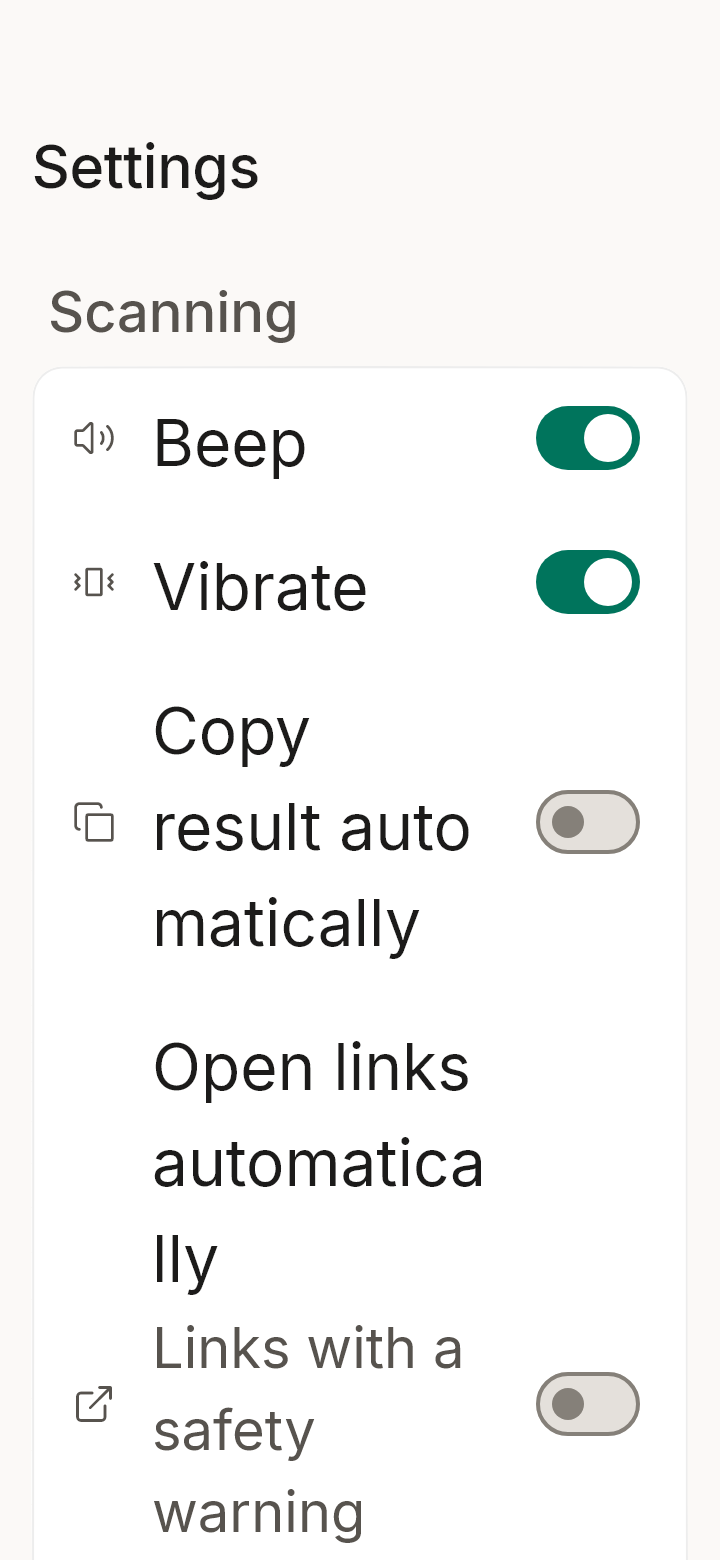 Settings
Scanning
Beep
Vibrate
Copy
result auto
matically
Open links
automatica
lly
Links with a
safety
warning